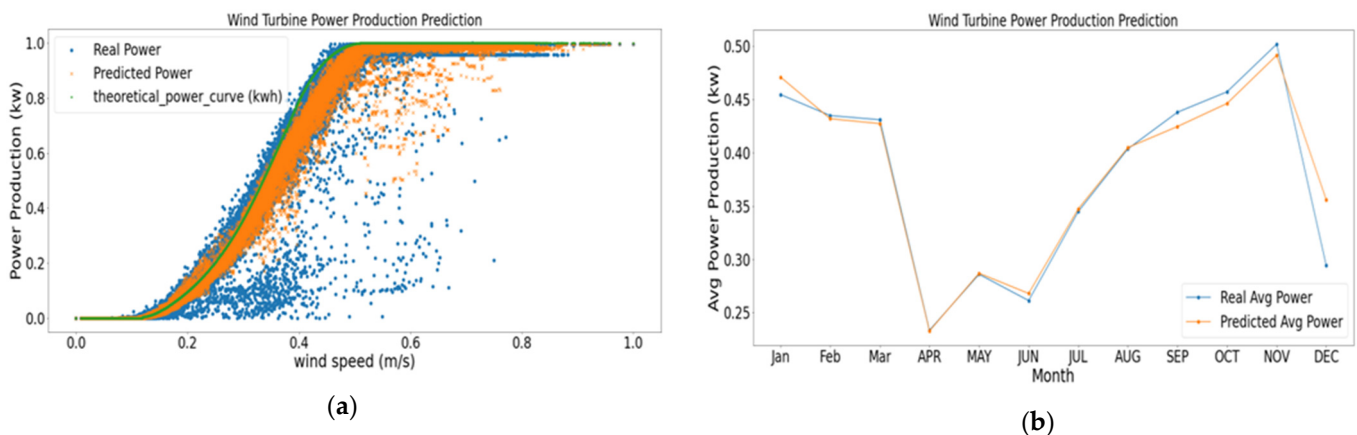 Wind Turbine Power Production Prediction
1.0
0.8
0.6
0.4
0.2
0.0
Power Production (kw)
Real Power
Predicted Power
theoretical_power_curve (kwh)
0.0 0.2 0.4 0.6 0.8 1.0
wind speed (m/s)
(a)
Wind Turbine Power Production Prediction
0.50
0.45
0.40
0.35
0.30
0.25
Avg Power Production (kw)
Real Avg Power
Predicted Avg Power
Jan Feb Mar APR MAY JUN JUL AUG SEP OCT NOV DEC
Month
(b)